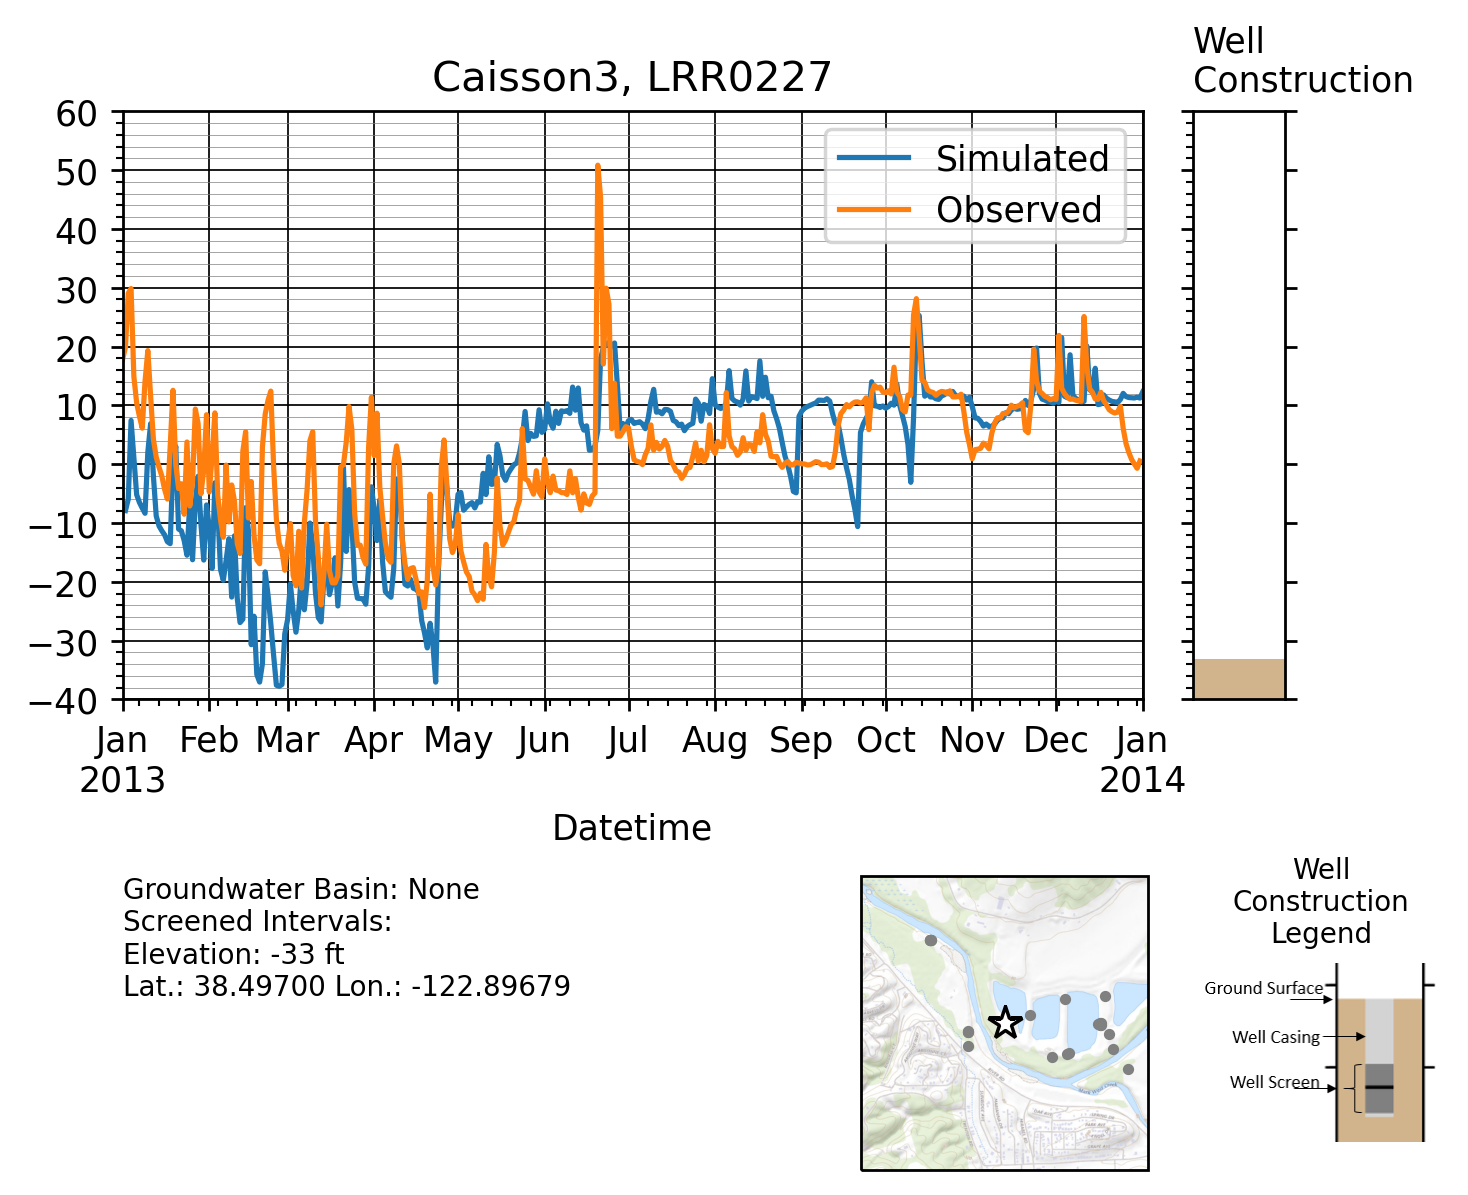 Well
Construction
Caisson3, LRR0227
60
50
40
30
20
10
0
−10
−20
−30
−40
Simulated
Observed
Jan
2013
Feb
Mar
Apr
May
Jun
Jul
Aug
Sep
Oct
Nov
Dec
Jan
2014
Datetime
Groundwater Basin: None
Screened Intervals:
Elevation: -33 ft
Lat.: 38.49700 Lon.: -122.89679
Well
Construction
Legend
Ground Surface
Well Casing
Well Screen